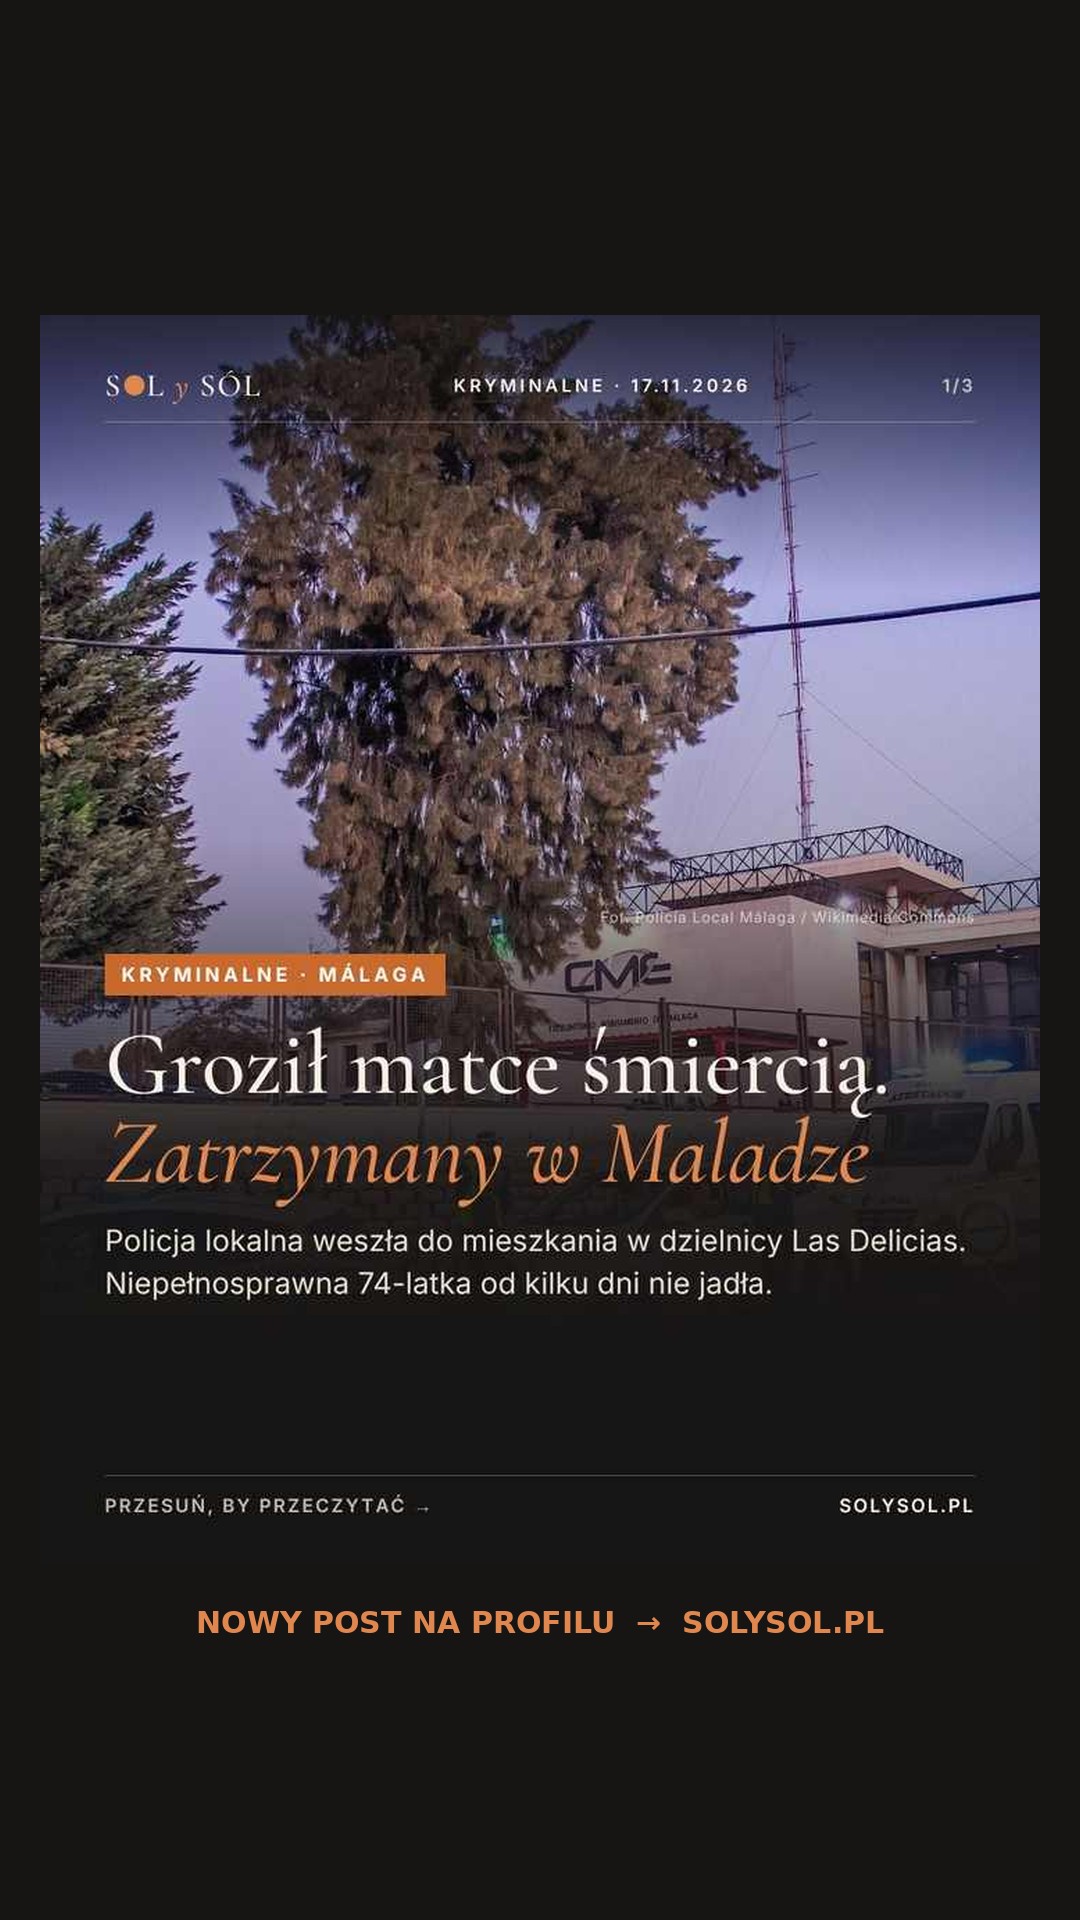 SOL y SÓL
KRYMINALNE · 17.11.2026
1/3
Fot. Policía Local Málaga / Wikimedia Commons
KRYMINALNE · MÁLAGA
CME
Groził matce śmiercią.
Zatrzymany w Maladze
Policja lokalna weszła do mieszkania w dzielnicy Las Delicias.
Niepełnosprawna 74-latka od kilku dni nie jadła.
PRZESUŃ, BY PRZECZYTAĆ →
SOLYSOL.PL
NOWY POST NA PROFILU → SOLYSOL.PL